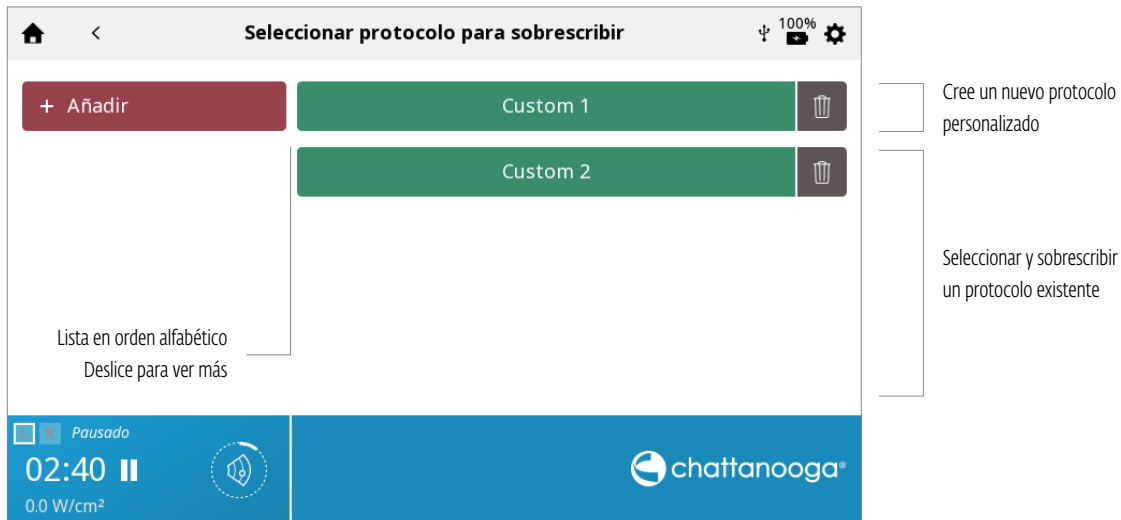 Seleccionar protocolo para sobrescribir
100%
+ Añadir
Custom 1
Custom 2
Cree un nuevo protocolo
personalizado
Seleccionar y sobrescribir
un protocolo existente
Lista en orden alfabético
Deslice para ver más
L R Pausado
02:40
0.0 W/cm²
chattanooga®